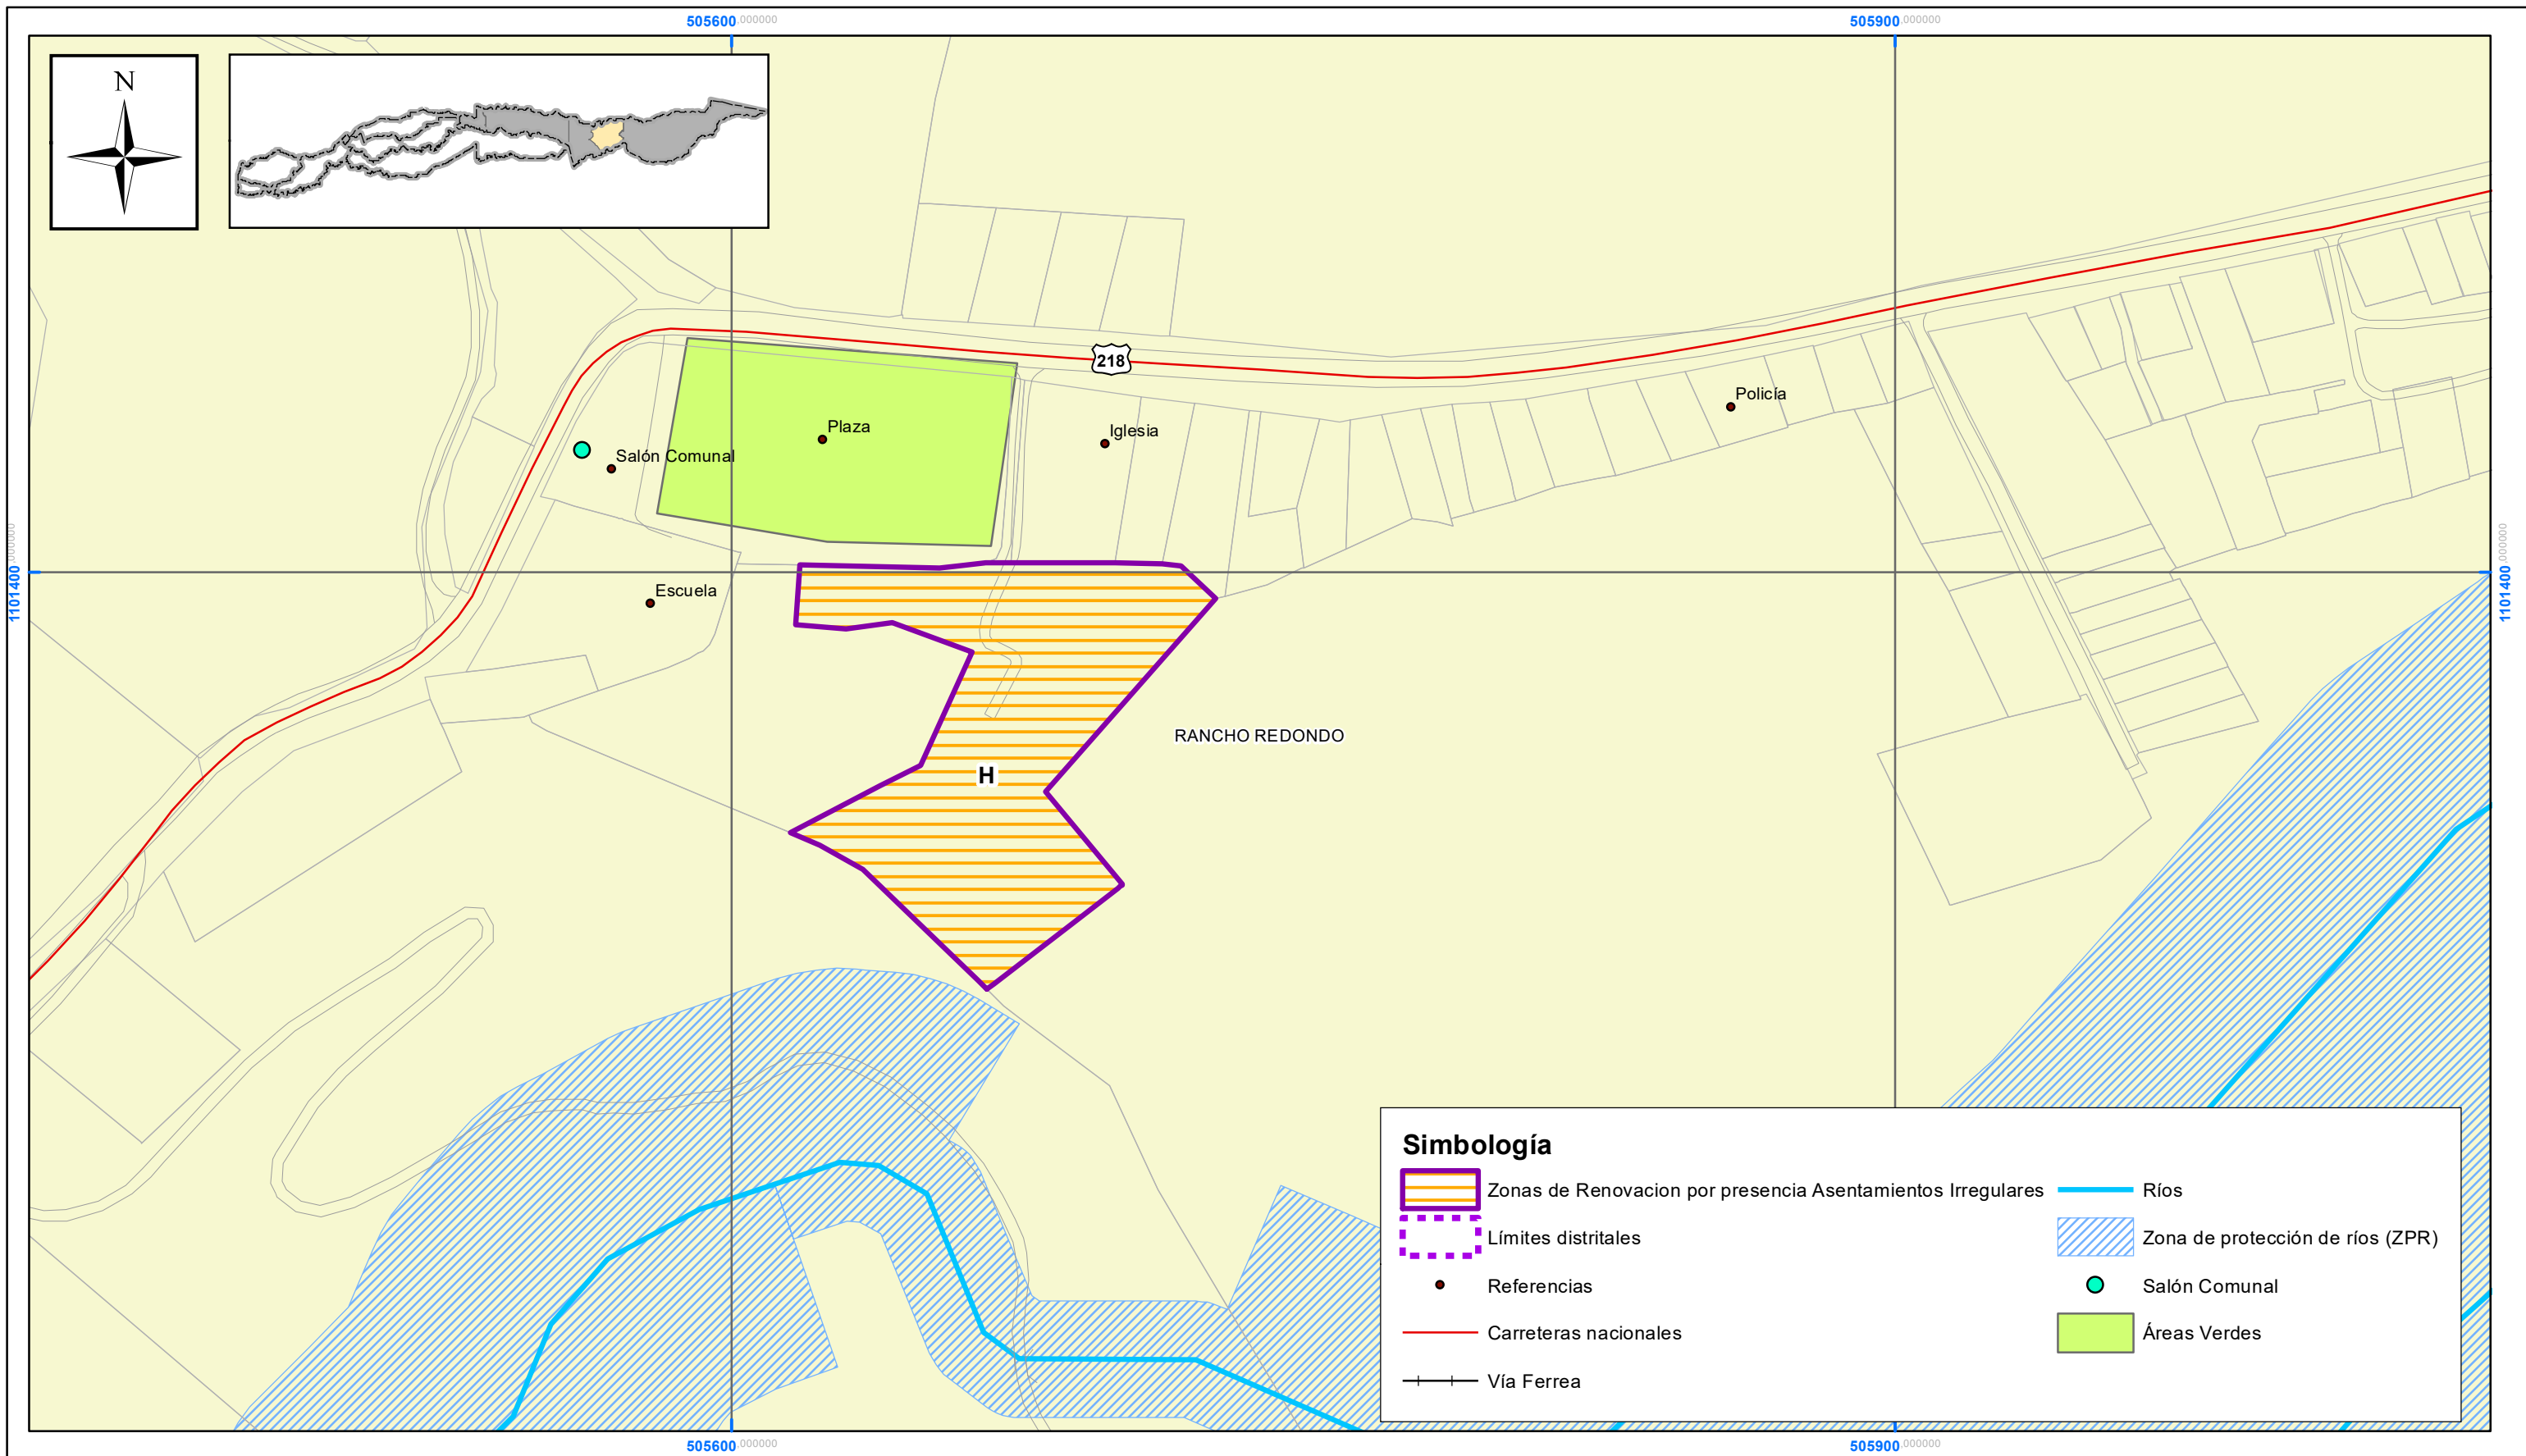 505600.000000
505900.000000
N
218
Policía
Plaza
Iglesia
Salón Comunal
1101400.000000
1101400.000000
Escuela
RANCHO REDONDO
H
Simbología
Zonas de Renovacion por presencia Asentamientos Irregulares
Límites distritales
Referencias
Carreteras nacionales
Vía Ferrea
Ríos
Zona de protección de ríos (ZPR)
Salón Comunal
Áreas Verdes
505600.000000
505900.000000